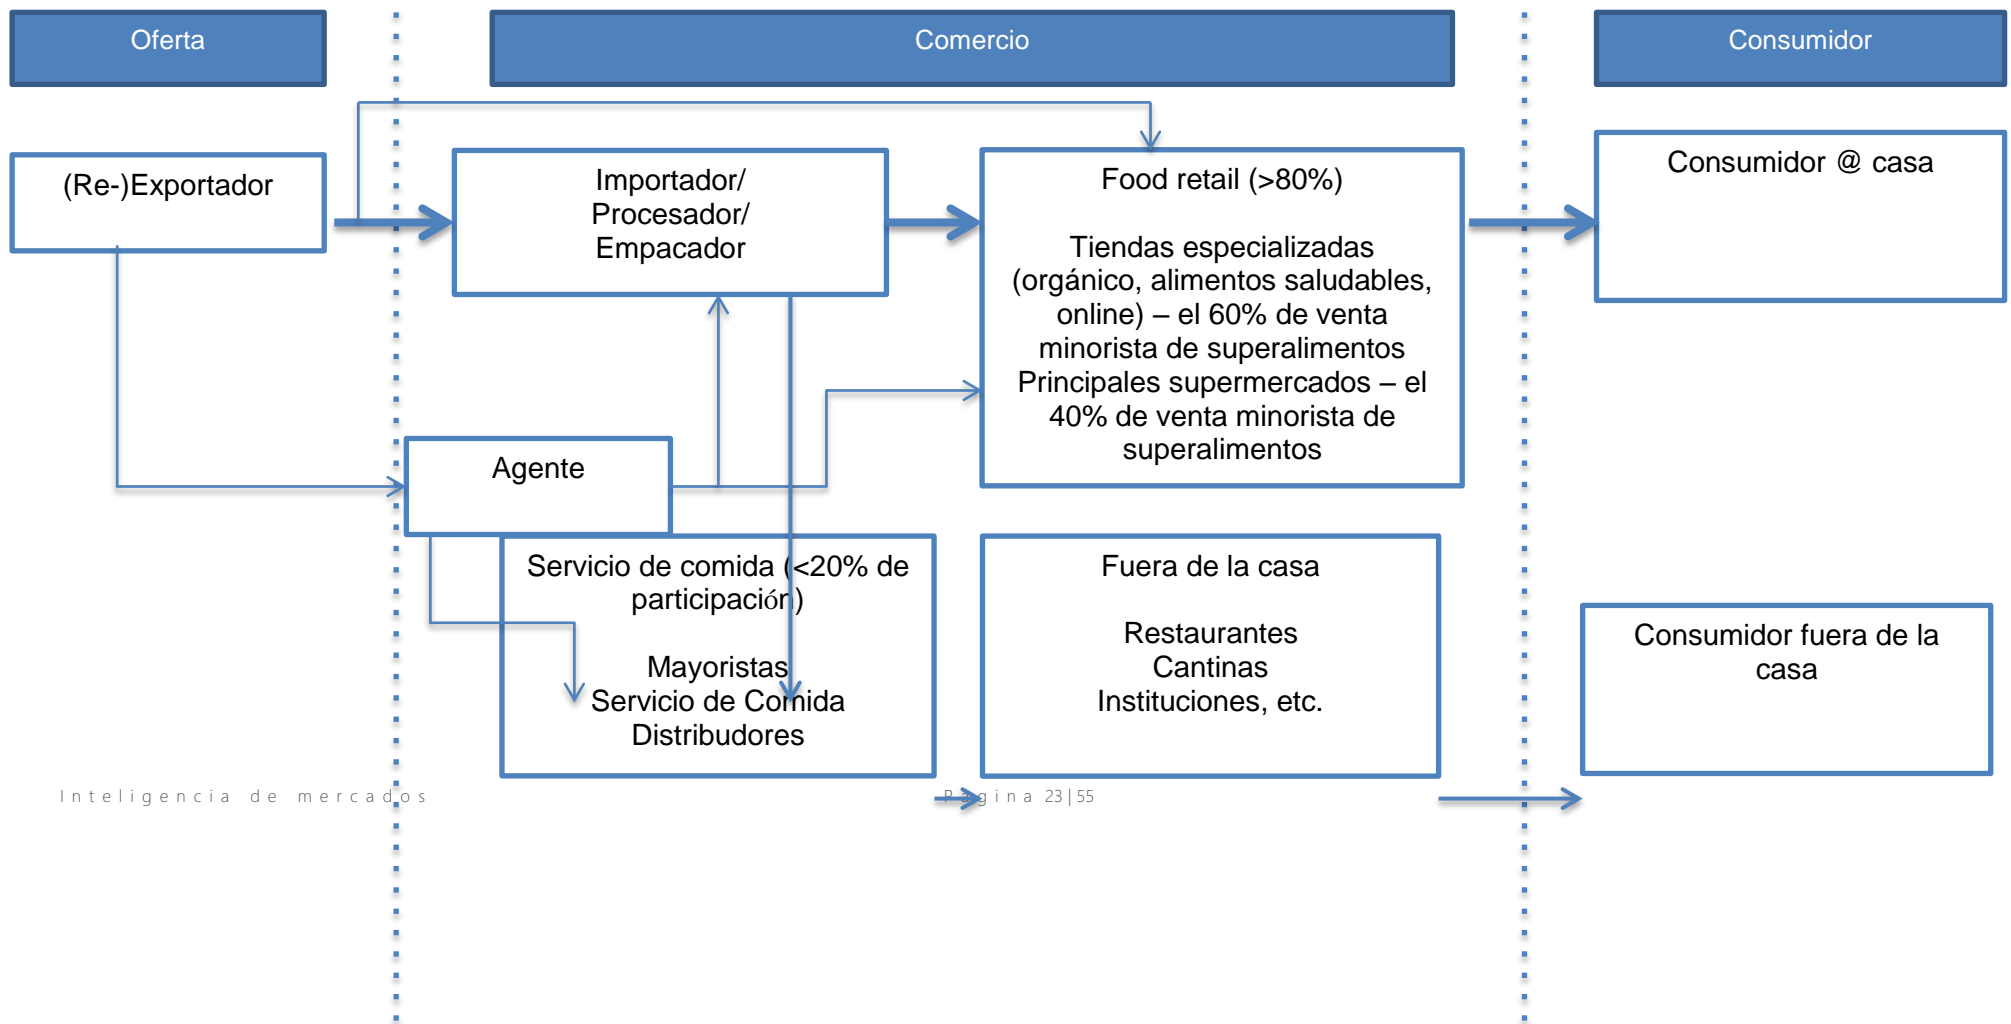 Oferta
Comercio
Consumidor
(Re-)Exportador
Importador/
Procesador/
Empacador
Food retail (>80%)
Tiendas especializadas
(orgánico, alimentos saludables,
online) – el 60% de venta
minorista de superalimentos
Principales supermercados – el
40% de venta minorista de
superalimentos
Consumidor @ casa
Agente
Servicio de comida (<20% de
participación)
Mayoristas
Servicio de Comida
Distribudores
Fuera de la casa
Restaurantes
Cantinas
Instituciones, etc.
Consumidor fuera de la
casa
Inteligencia de mercados
Página 23|55